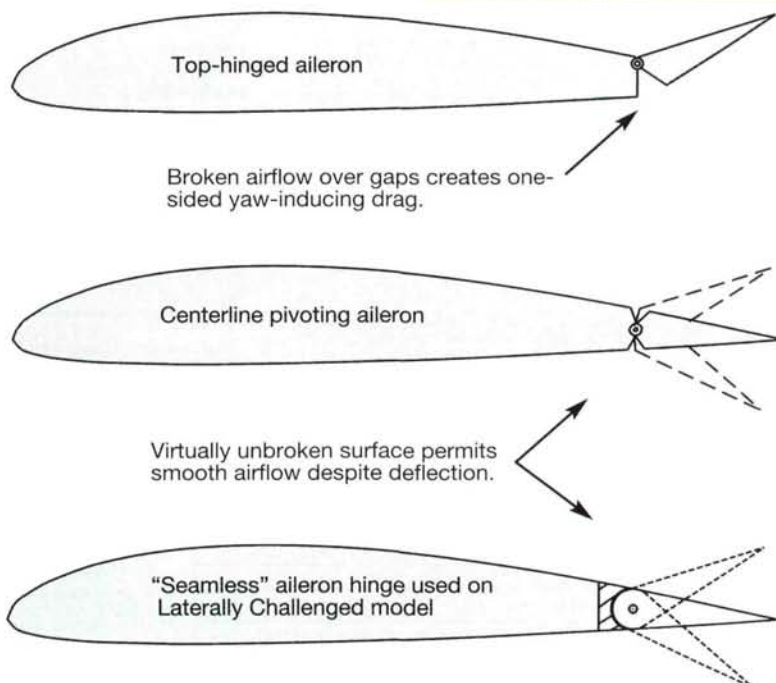 Top-hinged aileron
Broken airflow over gaps creates one-
sided yaw-inducing drag.
Centerline pivoting aileron
Virtually unbroken surface permits
smooth airflow despite deflection.
“Seamless” aileron hinge used on
Laterally Challenged model